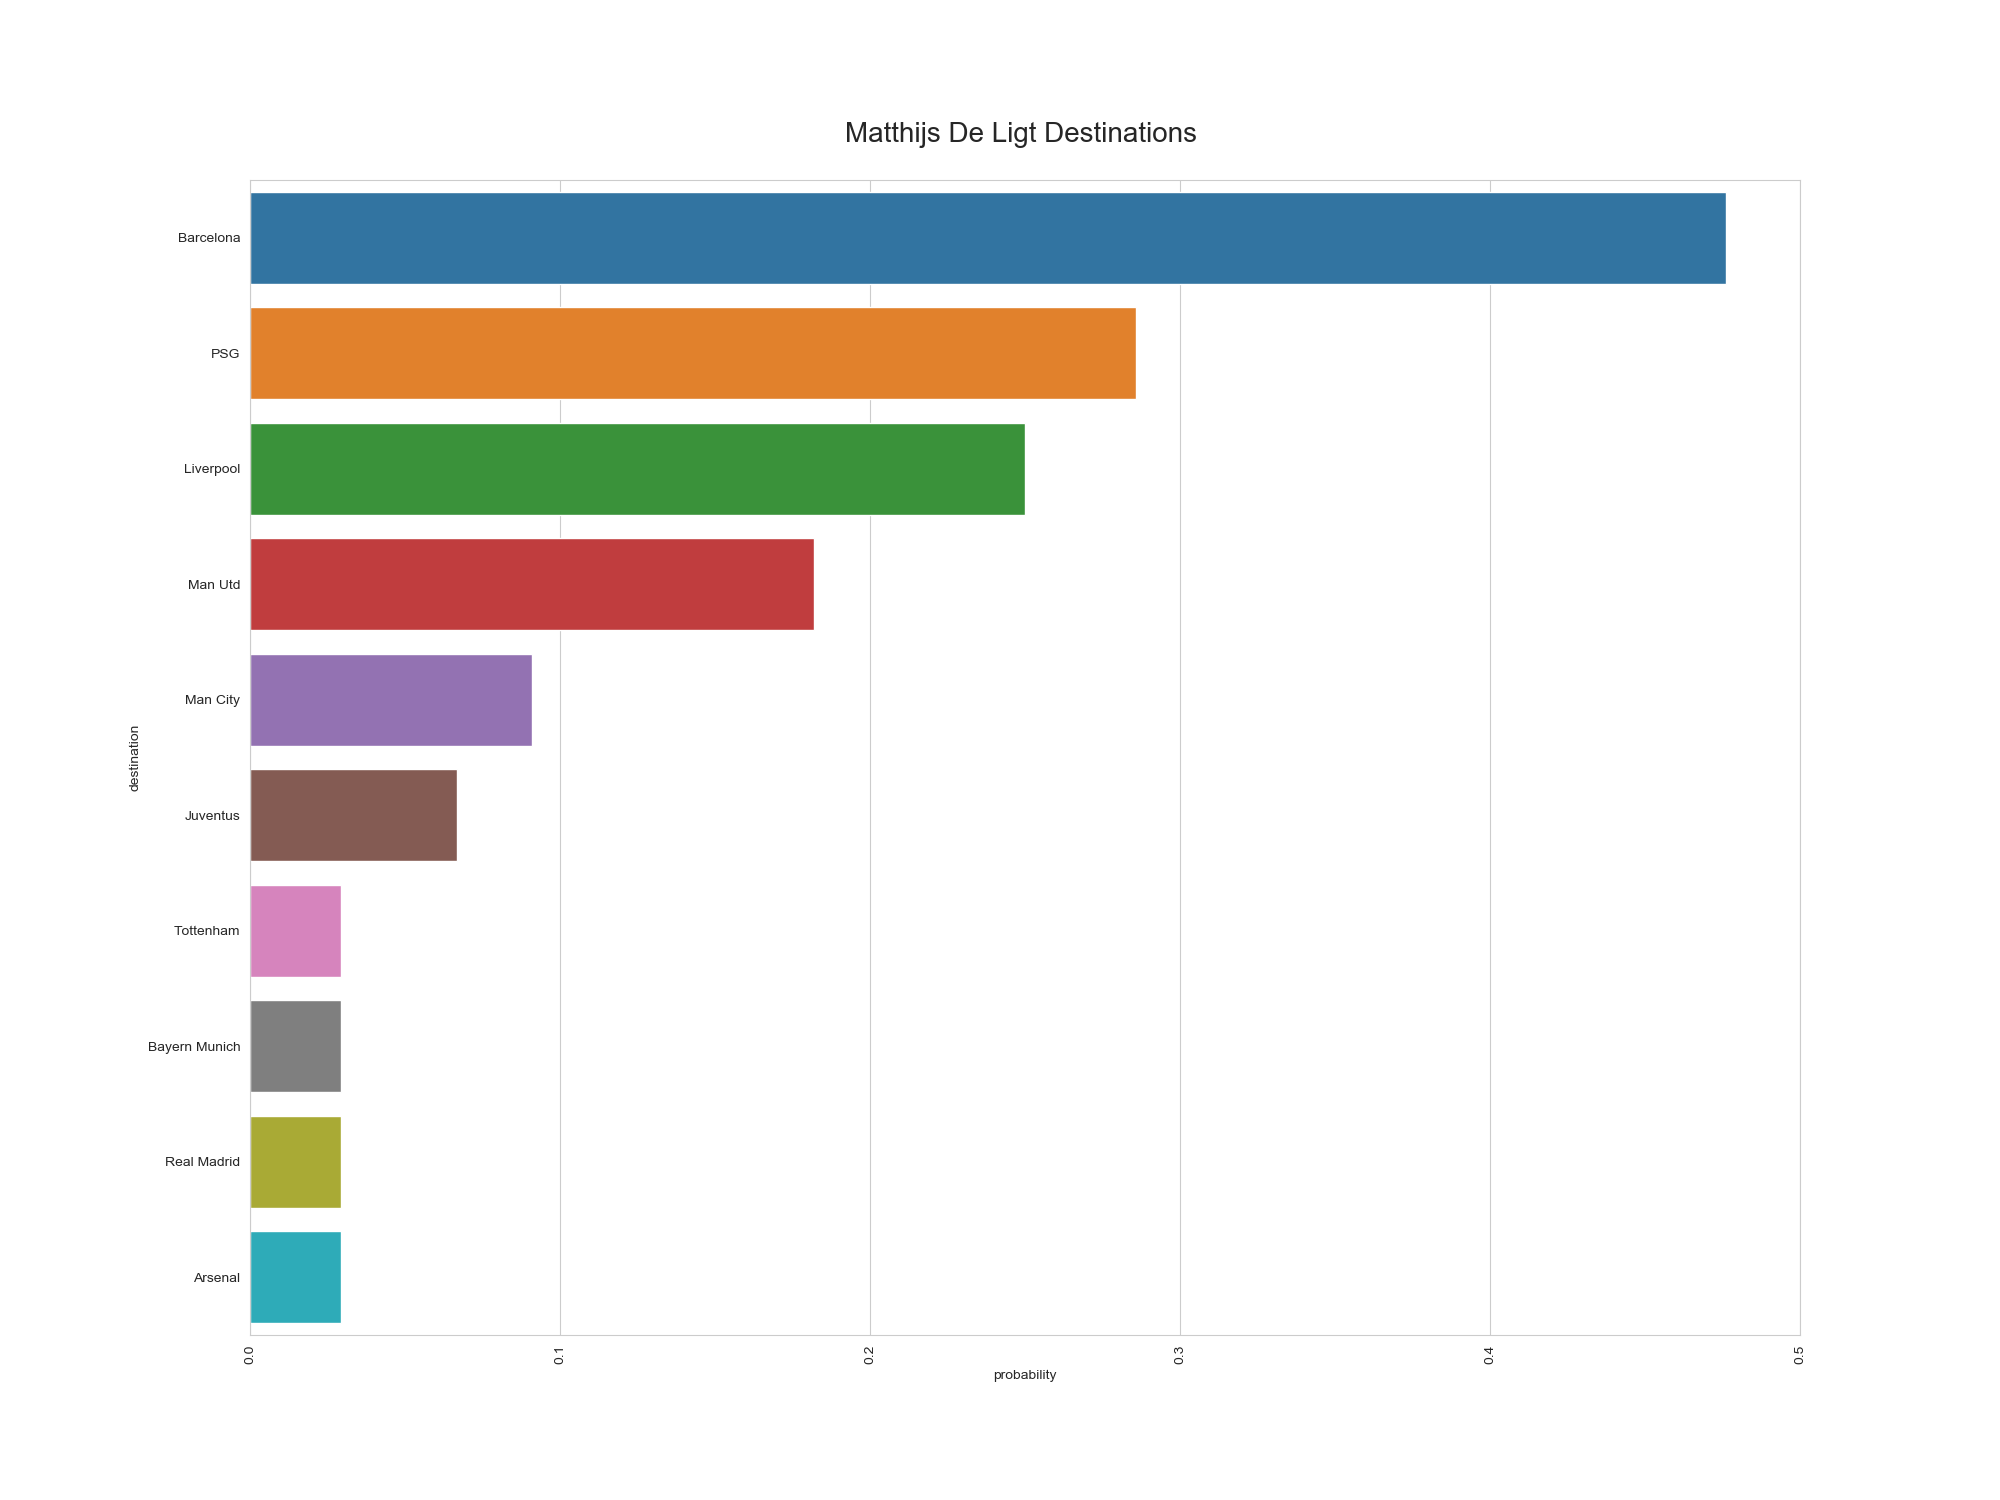 Matthijs De Ligt Destinations
Barcelona
PSG
Liverpool
Man Utd
Man City
destination
Juventus
Tottenham
Bayern Munich
Real Madrid
Arsenal
0.0
0.1
0.2
0.3
0.4
0.5
probability